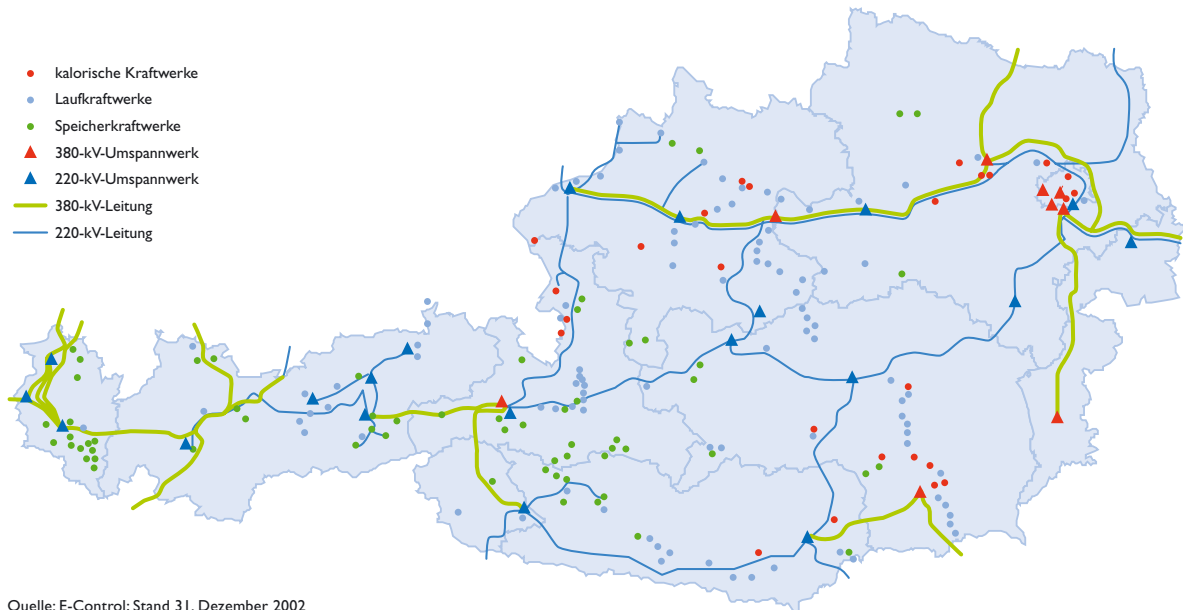 kalorische Kraftwerke
Laufkraftwerke
Speicherkraftwerke
380-kV-Umspannwerk
220-kV-Umspannwerk
380-kV-Leitung
220-kV-Leitung
Quelle: E-Control; Stand 31. Dezember 2002